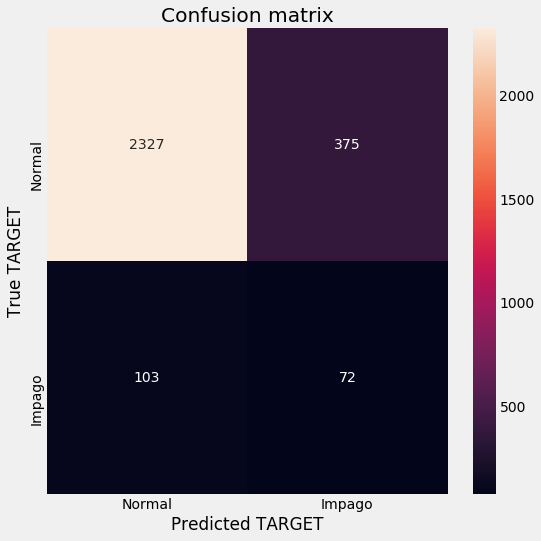 Confusion matrix
True TARGET
Normal
2327 375
Impago
103 72
Normal Impago
Predicted TARGET
2000
1500
1000
500